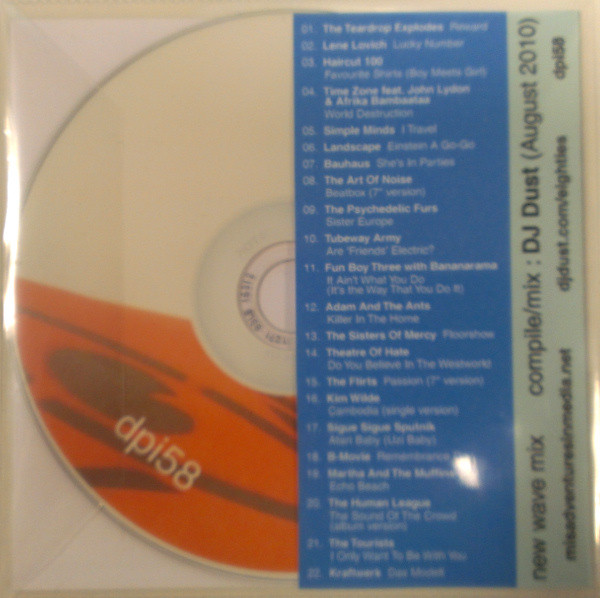 01. The Teardrop Explodes Reward
02. Lene Lovich Lucky Number
03. Haircut 100
Favourite Shirts (Boy Meets Girl)
04. Time Zone feat. John Lydon
& Afrika Bambaataa
World Destruction
05. Simple Minds I Travel
06. Landscape Einstein A Go-Go
07. Bauhaus She's In Parties
08. The Art Of Noise
Beatbox (7" version)
09. The Psychedelic Furs
Sister Europe
10. Tubeway Army
Are 'Friends' Electric?
11. Fun Boy Three with Bananarama
It Ain't What You Do
(It's the Way That You Do It)
12. Adam And The Ants
Killer In The Home
13. The Sisters Of Mercy Floorshow
14. Theatre Of Hate
Do You Believe In The Westworld
15. The Flirts Passion (7" version)
16. Kim Wilde
Cambodia (single version)
17. Sigue Sigue Sputnik
Atari Baby (Uzi Baby)
18. B-Movie Remembrance
19. Martha And The Muffins
Echo Beach
20. The Human League
The Sound Of The Crowd
(album version)
21. The Tourists
I Only Want To Be With You
22. Kraftwerk Das Modell
new wave mix compile/mix : DJ Dust (August 2010)
misadventuresinmedia.net djdust.com/eighties dpi58
dpi58